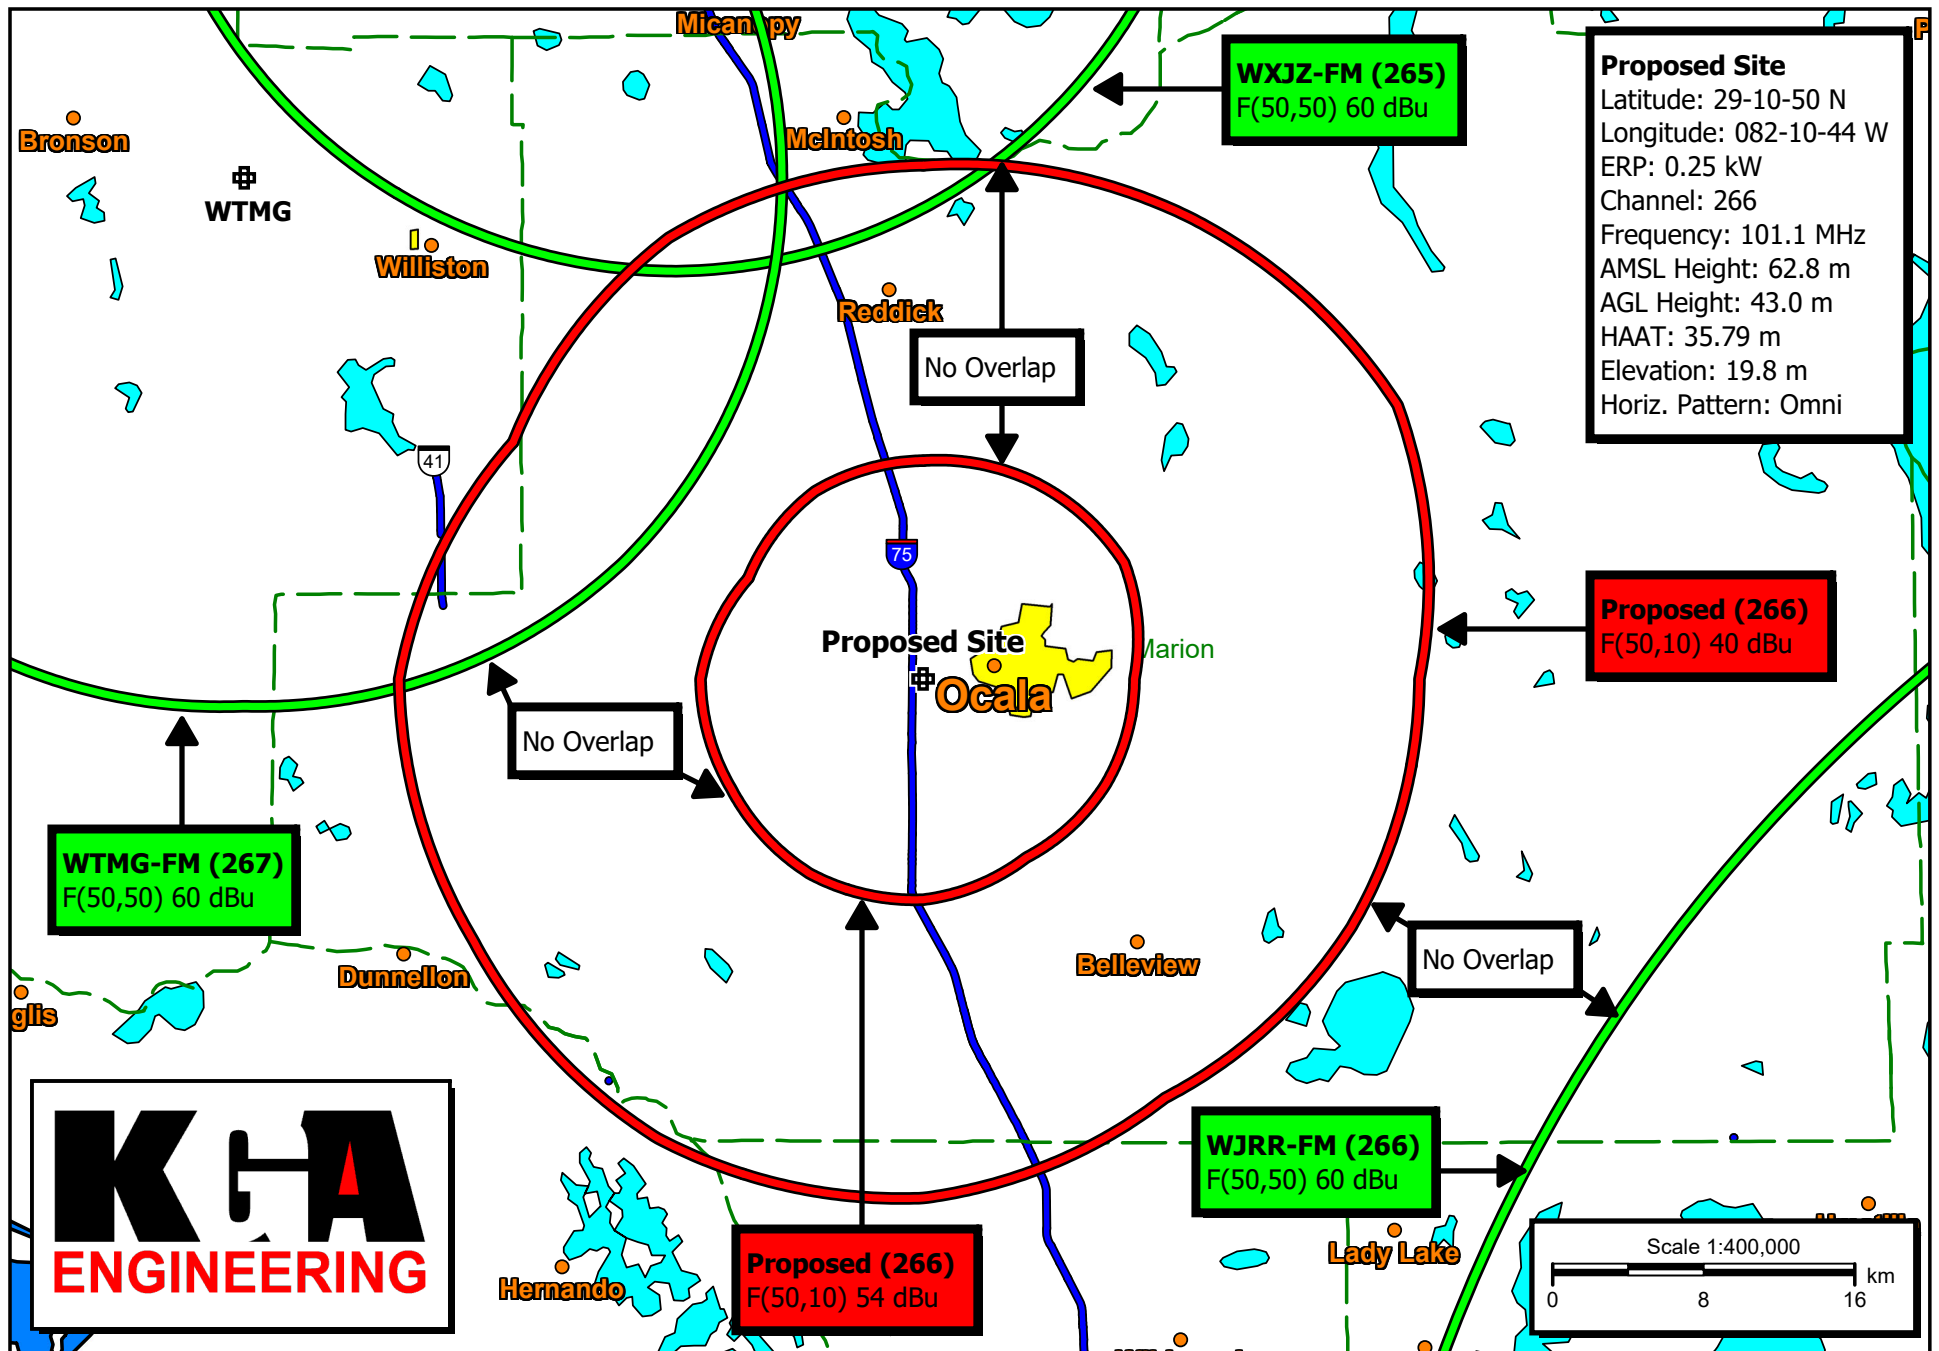 Micanopy
WXJZ-FM (265)
F(50,50) 60 dBu
Proposed Site
Latitude: 29-10-50 N
Longitude: 082-10-44 W
ERP: 0.25 kW
Channel: 266
Frequency: 101.1 MHz
AMSL Height: 62.8 m
AGL Height: 43.0 m
HAAT: 35.79 m
Elevation: 19.8 m
Horiz. Pattern: Omni
Bronson
McIntosh
WTMG
Williston
Reddick
No Overlap
41
75
Proposed Site
Marion
Ocala
Proposed (266)
F(50,10) 40 dBu
No Overlap
WTMG-FM (267)
F(50,50) 60 dBu
Dunnellon
Belleview
No Overlap
glis
KGA
ENGINEERING
WJRR-FM (266)
F(50,50) 60 dBu
Hernando
Proposed (266)
F(50,10) 54 dBu
Lady Lake
Scale 1:400,000
km
0 8 16